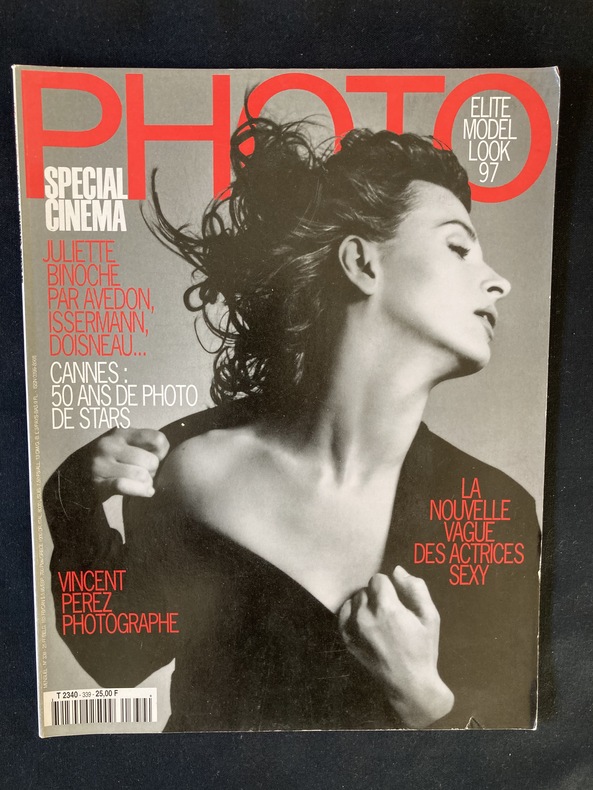 PHOTO
ELITE
MODEL
LOOK
97
SPECIAL
CINEMA
JULIETTE
BINOCHE
PAR AVEDON,
ISSERMANN,
DOISNEAU...
CANNES :
50 ANS DE PHOTO
DE STARS
LA
NOUVELLE
VAGUE
DES ACTRICES
SEXY
VINCENT
PEREZ
PHOTOGRAPHE
T 2340 - 339 - 25,00 F